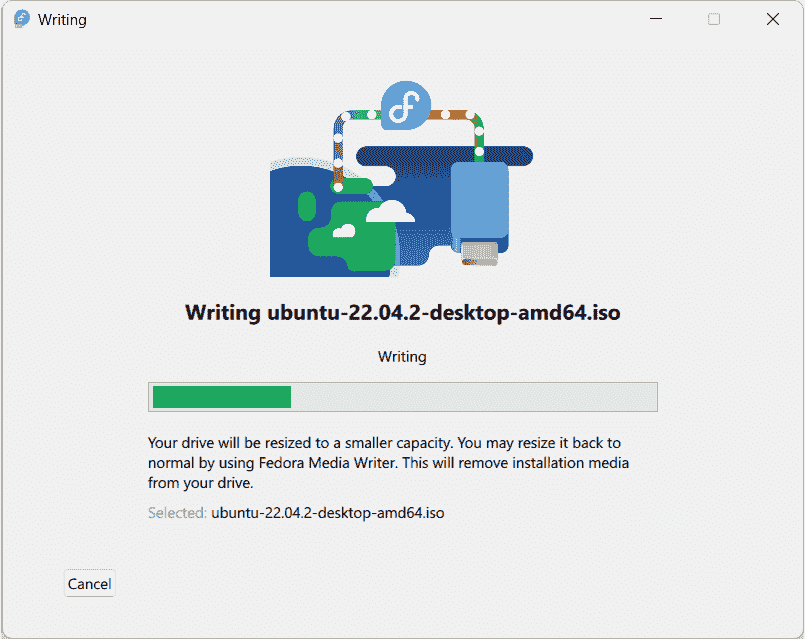 Writing
Writing ubuntu-22.04.2-desktop-amd64.iso
Writing
Your drive will be resized to a smaller capacity. You may resize it back to
normal by using Fedora Media Writer. This will remove installation media
from your drive.
Selected: ubuntu-22.04.2-desktop-amd64.iso
Cancel